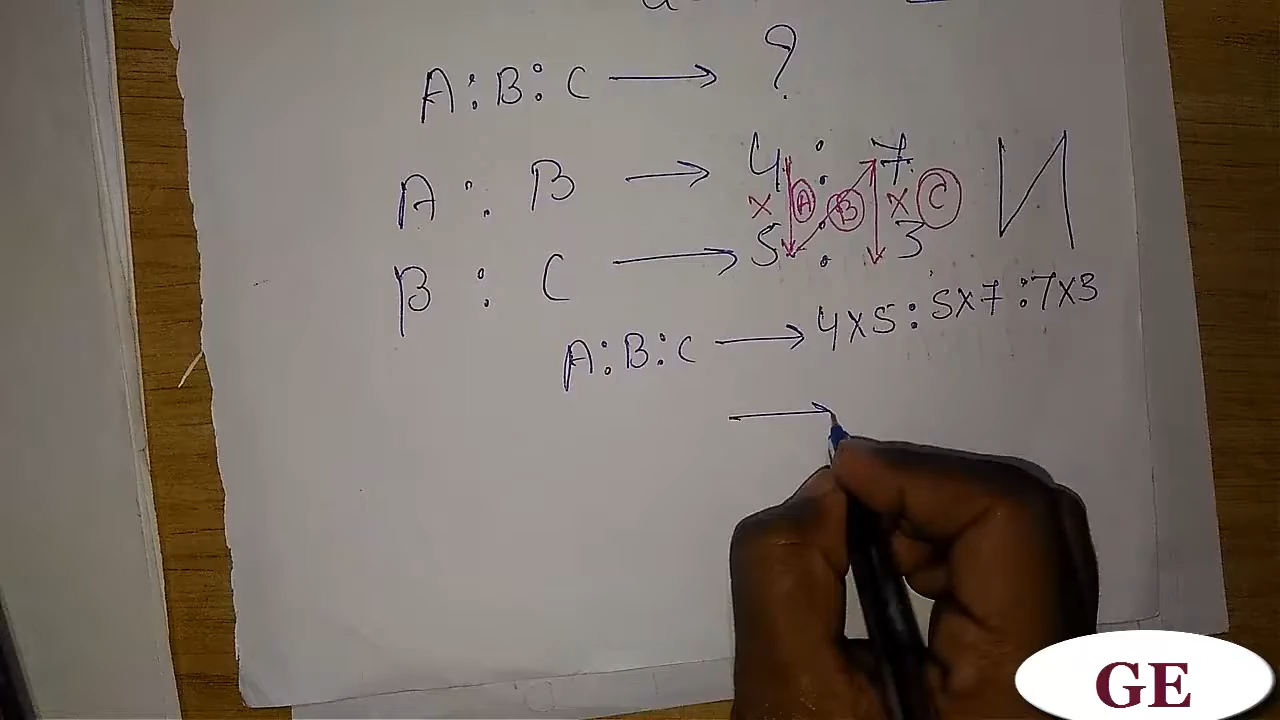 A:B:C → ?
A : B → 4 : 7
× A B × C
B : C → 5 : 3
A:B:C → 4×5 : 5×7 : 7×3
→
GE